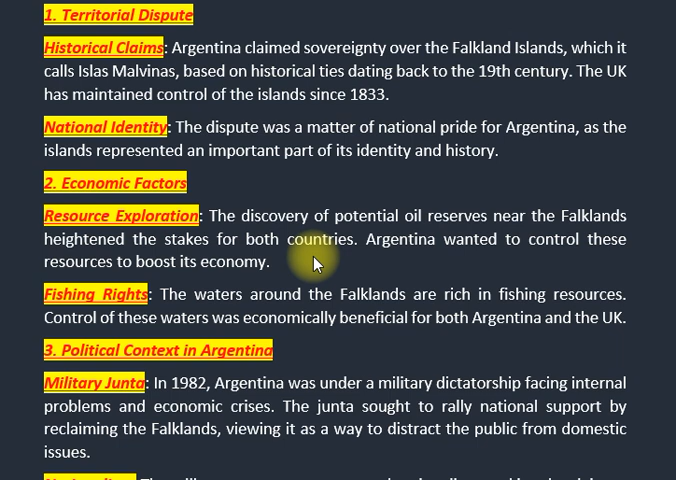 1. Territorial Dispute
Historical Claims: Argentina claimed sovereignty over the Falkland Islands, which it
calls Islas Malvinas, based on historical ties dating back to the 19th century. The UK
has maintained control of the islands since 1833.
National Identity: The dispute was a matter of national pride for Argentina, as the
islands represented an important part of its identity and history.
2. Economic Factors
Resource Exploration: The discovery of potential oil reserves near the Falklands
heightened the stakes for both countries. Argentina wanted to control these
resources to boost its economy.
Fishing Rights: The waters around the Falklands are rich in fishing resources.
Control of these waters was economically beneficial for both Argentina and the UK.
3. Political Context in Argentina
Military Junta: In 1982, Argentina was under a military dictatorship facing internal
problems and economic crises. The junta sought to rally national support by
reclaiming the Falklands, viewing it as a way to distract the public from domestic
issues.